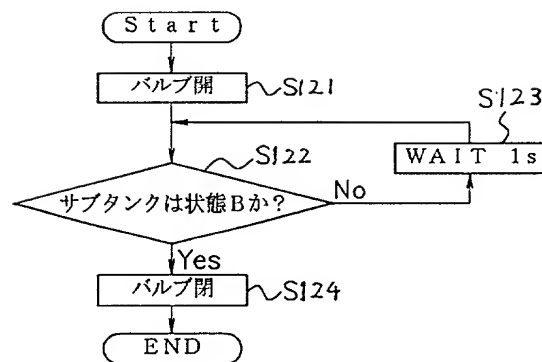 Start
バルブ開
S121
S123
WAIT 1s
S122
サブタンクは状態Bか?
No
Yes
バルブ閉
S124
END